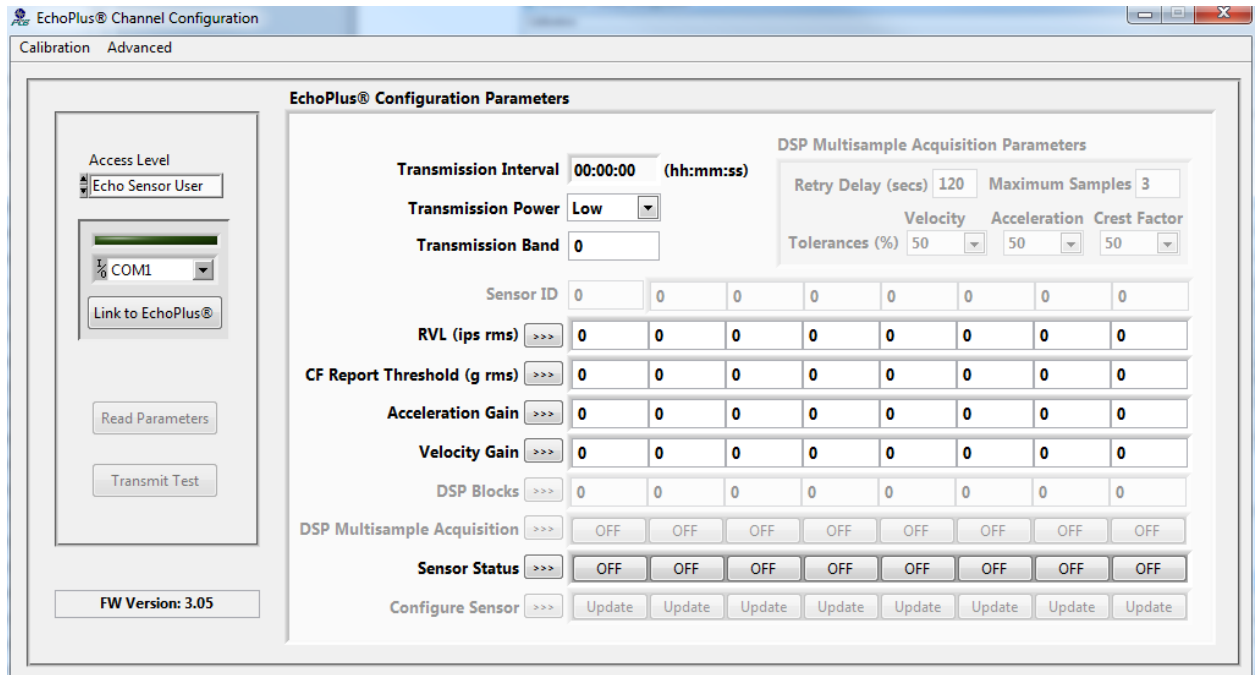 EchoPlus® Channel Configuration
Calibration Advanced
EchoPlus® Configuration Parameters
Access Level
Echo Sensor User
COM1
Link to EchoPlus®
Read Parameters
Transmit Test
FW Version: 3.05
Transmission Interval 00:00:00 (hh:mm:ss)
Transmission Power Low
Transmission Band 0
DSP Multisample Acquisition Parameters
Retry Delay (secs) 120 Maximum Samples 3
Velocity Acceleration Crest Factor
Tolerances (%) 50 50 50
Sensor ID 0 0 0 0 0 0 0 0
RVL (ips rms) >>> 0 0 0 0 0 0 0 0
CF Report Threshold (g rms) >>> 0 0 0 0 0 0 0 0
Acceleration Gain >>> 0 0 0 0 0 0 0 0
Velocity Gain >>> 0 0 0 0 0 0 0 0
DSP Blocks >>> 0 0 0 0 0 0 0 0
DSP Multisample Acquisition >>> OFF OFF OFF OFF OFF OFF OFF OFF
Sensor Status >>> OFF OFF OFF OFF OFF OFF OFF OFF
Configure Sensor >>> Update Update Update Update Update Update Update Update